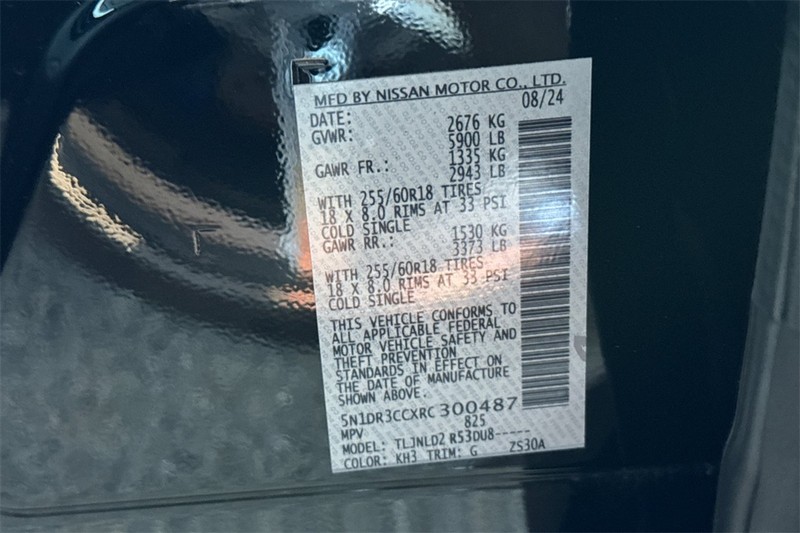 MFD BY NISSAN MOTOR CO., LTD.
DATE: 08/24
GVWR: 2676 KG
5900 LB
GAWR FR.: 1335 KG
2943 LB
WITH 255/60R18 TIRES
18 X 8.0 RIMS AT 33 PSI
COLD SINGLE
GAWR RR.: 1530 KG
3373 LB
WITH 255/60R18 TIRES
18 X 8.0 RIMS AT 33 PSI
COLD SINGLE
THIS VEHICLE CONFORMS TO
ALL APPLICABLE FEDERAL
MOTOR VEHICLE SAFETY AND
THEFT PREVENTION
STANDARDS IN EFFECT ON
THE DATE OF MANUFACTURE
SHOWN ABOVE.
5N1DR3CCXRC300487
MPV 825
MODEL: TLJNLD2 R53DU8-----
COLOR: KH3 TRIM: G ZS30A